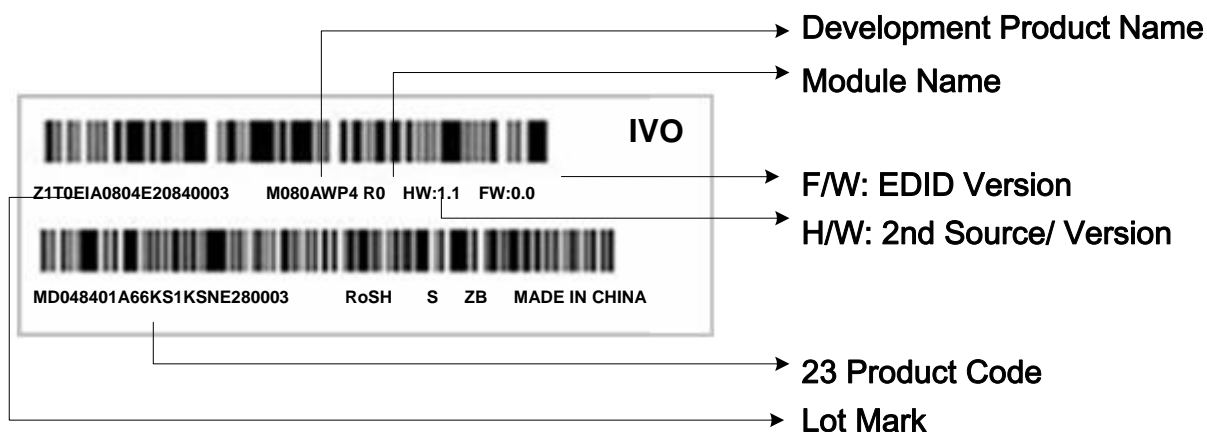 Development Product Name
Module Name
IVO
Z1T0EIA0804E20840003 M080AWP4 R0 HW:1.1 FW:0.0
F/W: EDID Version
H/W: 2nd Source/ Version
MD048401A66KS1KSNE280003 RoSH S ZB MADE IN CHINA
23 Product Code
Lot Mark